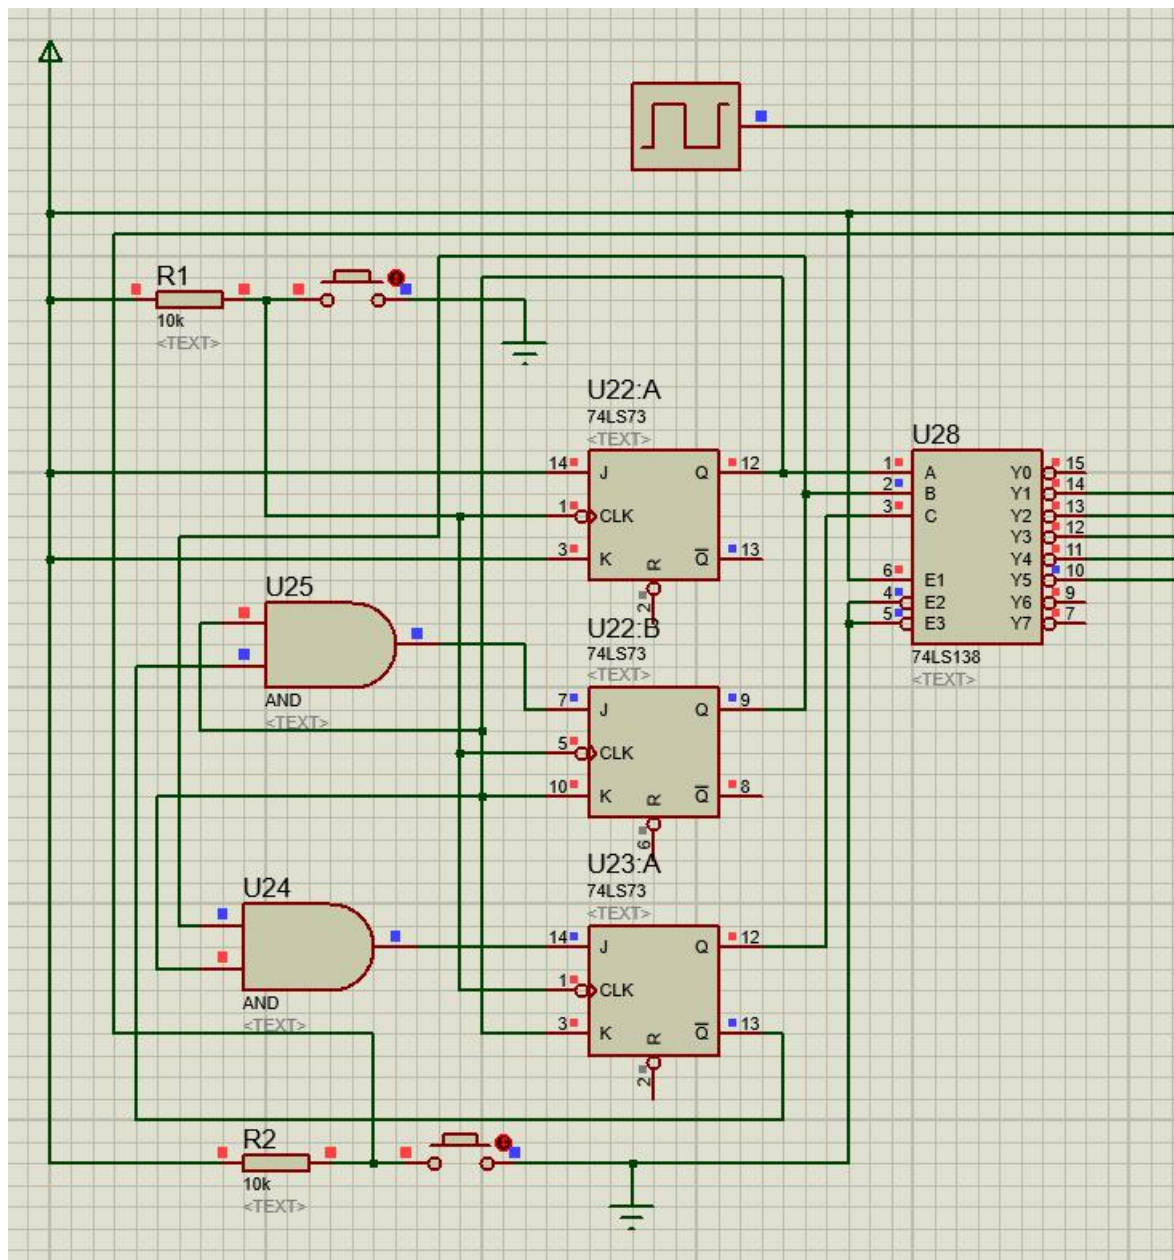 R1
10k
<TEXT>
U22:A
74LS73
<TEXT>
14 J Q 12
1 CLK
3 K R Q 13
2
U28
1 A Y0 15
2 B Y1 14
3 C Y2 13
Y3 12
Y4 11
6 E1 Y5 10
4 E2 Y6 9
5 E3 Y7 7
74LS138
<TEXT>
U25
AND
<TEXT>
U22:B
74LS73
<TEXT>
7 J Q 9
5 CLK
10 K R Q 8
6
U24
AND
<TEXT>
U23:A
74LS73
<TEXT>
14 J Q 12
1 CLK
3 K R Q 13
2
R2
10k
<TEXT>